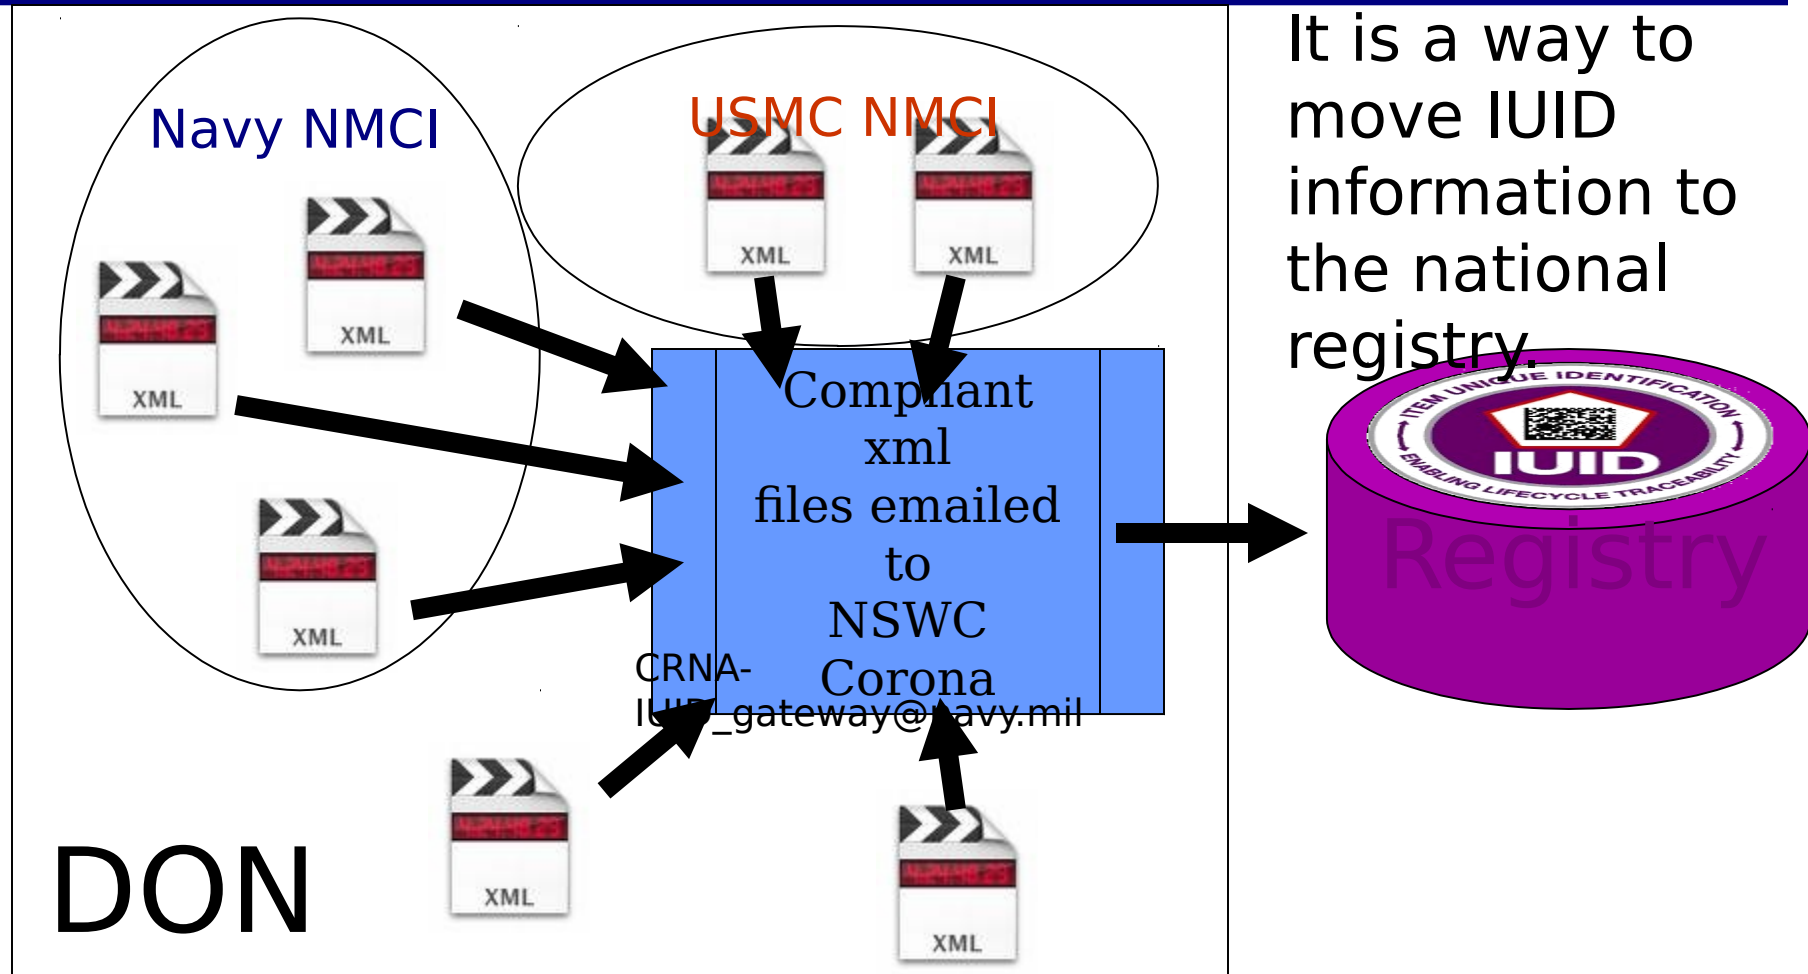 Navy NMCI
USMC NMCI
XML
XML
XML
XML
XML
Compliant
xml
files emailed
to
NSWC
Corona
CRNA-
IUID_gateway@navy.mil
XML
XML
DON
It is a way to
move IUID
information to
the national
registry.
ITEM UNIQUE IDENTIFICATION
IUID
ENABLING LIFECYCLE TRACEABILITY
Registry